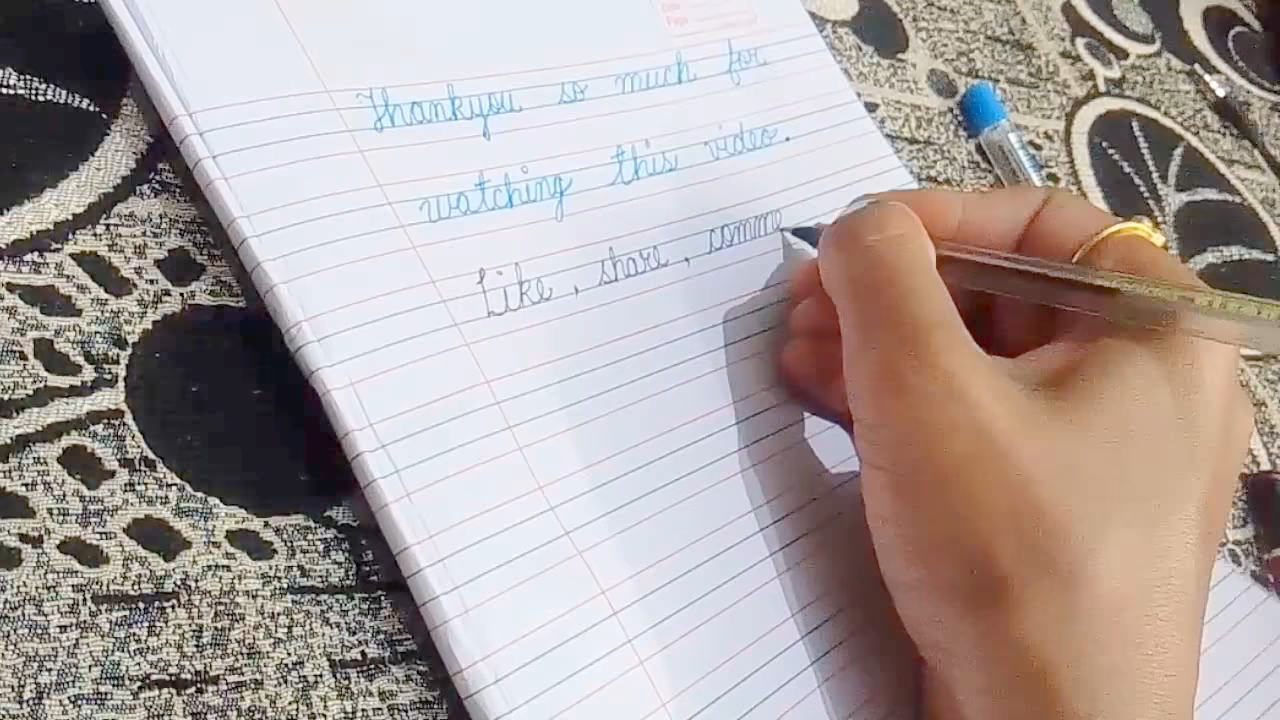 Thankyou so much for
watching this video.
Like, share, comme